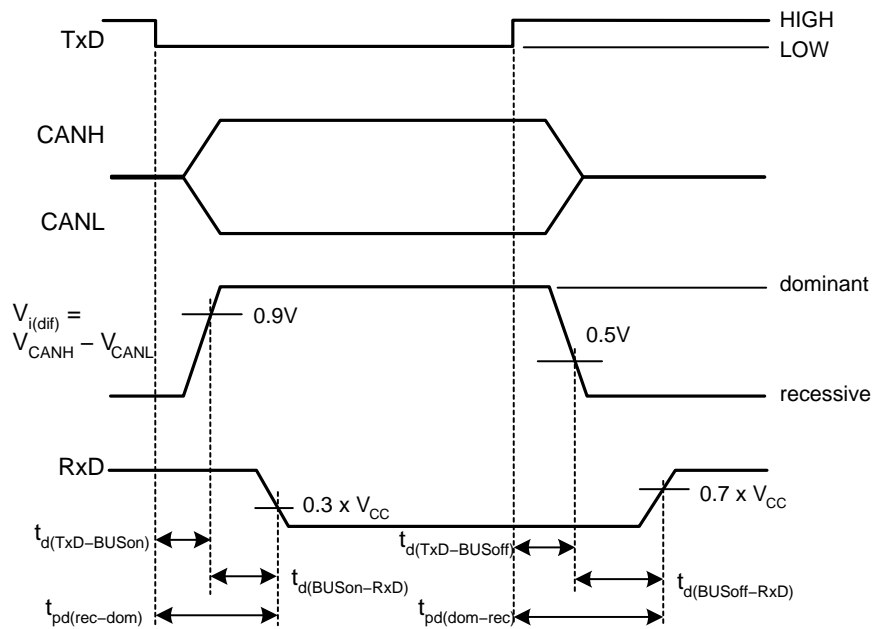 HIGH
TxD
LOW
CANH
CANL
dominant
V_i(dif) =
V_CANH – V_CANL
0.9V
0.5V
recessive
RxD
0.3 x V_CC
0.7 x V_CC
t_d(TxD–BUSon)
t_d(TxD–BUSoff)
t_d(BUSon–RxD)
t_d(BUSoff–RxD)
t_pd(rec–dom)
t_pd(dom–rec)